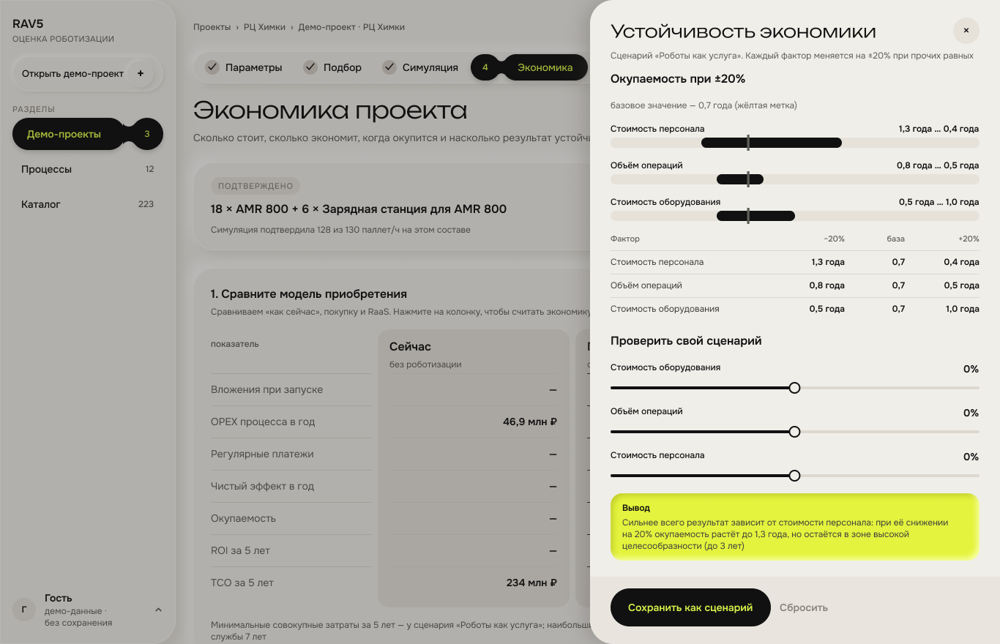 RAV5
ОЦЕНКА РОБОТИЗАЦИИ
Открыть демо-проект +
РАЗДЕЛЫ
Демо-проекты 3
Процессы 12
Каталог 223
Г
Гость
демо-данные ·
без сохранения
Проекты › РЦ Химки › Демо-проект · РЦ Химки
Параметры Подбор Симуляция 4 Экономика
Экономика проекта
Сколько стоит, сколько экономит, когда окупится и насколько результат
ПОДТВЕРЖДЕНО
18 × AMR 800 + 6 × Зарядная станция для AMR 800
Симуляция подтвердила 128 из 130 паллет/ч на этом составе
1. Сравните модель приобретения
Сравниваем «как сейчас», покупку и RaaS. Нажмите на колонку, чтобы считать экономику
показатель
Сейчас
без роботизации
Вложения при запуске —
OPEX процесса в год 46,9 млн ₽
Регулярные платежи —
Чистый эффект в год —
Окупаемость —
ROI за 5 лет —
TCO за 5 лет 234 млн ₽
Минимальные совокупные затраты за 5 лет — у сценария «Роботы как услуга»;
службы 7 лет
Устойчивость экономики ×
Сценарий «Роботы как услуга». Каждый фактор меняется на ±20% при прочих равных
Окупаемость при ±20%
базовое значение — 0,7 года (жёлтая метка)
Стоимость персонала 1,3 года … 0,4 года
Объём операций 0,8 года … 0,5 года
Стоимость оборудования 0,5 года … 1,0 года
Фактор −20% база +20%
Стоимость персонала 1,3 года 0,7 0,4 года
Объём операций 0,8 года 0,7 0,5 года
Стоимость оборудования 0,5 года 0,7 1,0 года
Проверить свой сценарий
Стоимость оборудования 0%
Объём операций 0%
Стоимость персонала 0%
Вывод
Сильнее всего результат зависит от стоимости персонала: при её снижении
на 20% окупаемость растёт до 1,3 года, но остаётся в зоне высокой
целесообразности (до 3 лет)
Сохранить как сценарий Сбросить